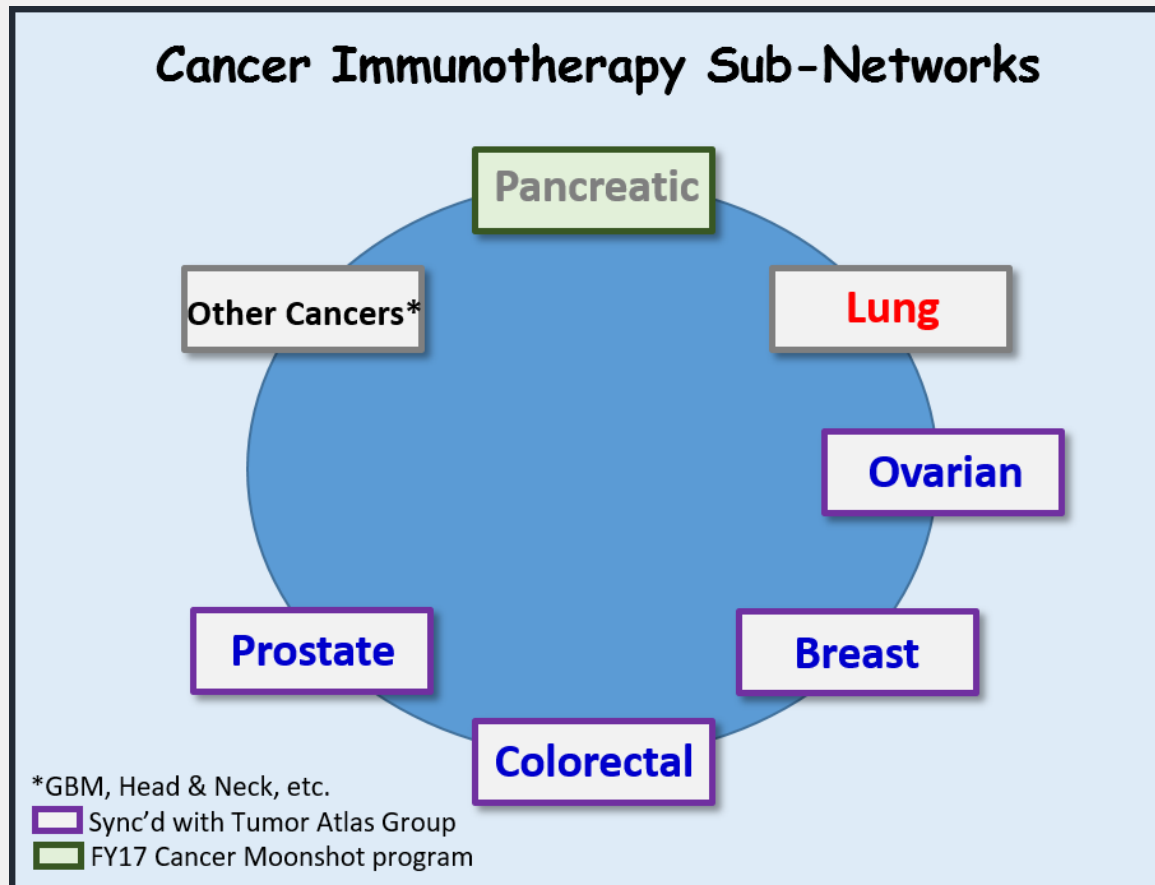 Cancer Immunotherapy Sub-Networks
Pancreatic
Other Cancers*
Lung
Ovarian
Prostate
Breast
Colorectal
*GBM, Head & Neck, etc.
Sync'd with Tumor Atlas Group
FY17 Cancer Moonshot program